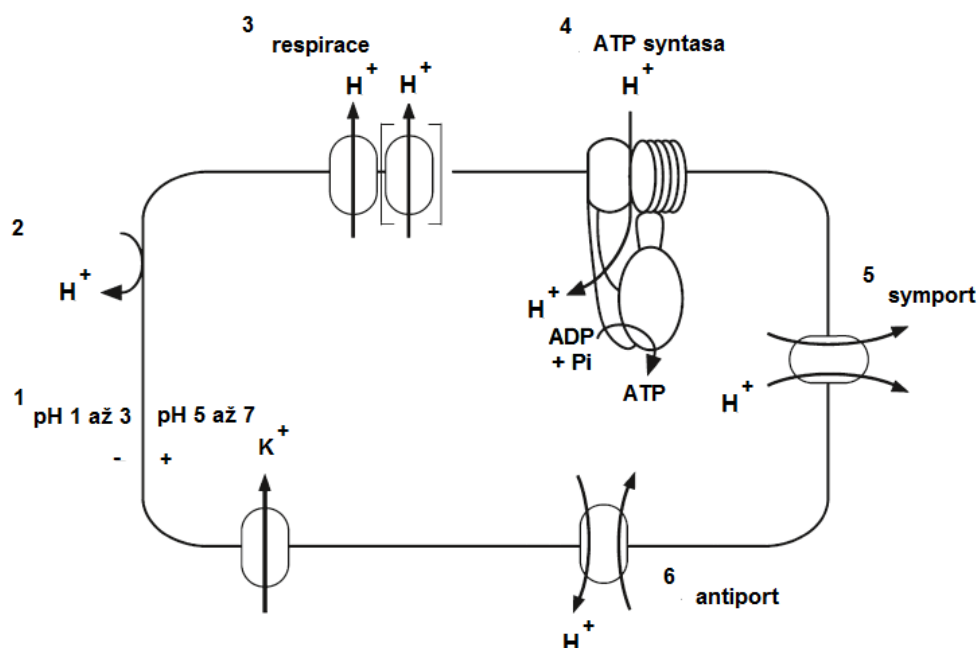 3
respirace
H+ H+
4
ATP syntasa
H+
2
H+
H+
ADP
+ Pi
ATP
5
symport
H+
1
pH 1 až 3 pH 5 až 7
- +
K+
6
antiport
H+